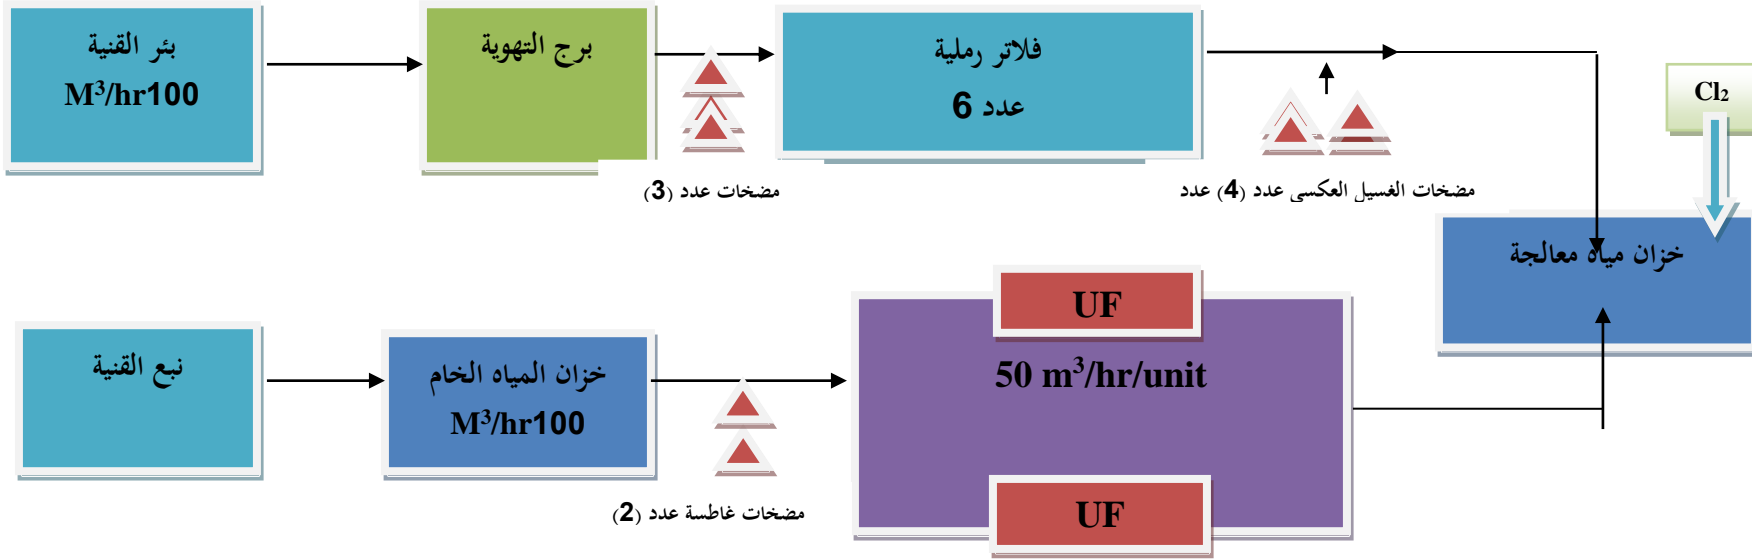 بئر القنية
M³/hr100
برج التهوية
فلاتر رملية
عدد 6
Cl₂
مضخات عدد (3)
مضخات الغسيل العكسي عدد (4) عدد
خزان مياه معالجة
نبع القنية
خزان المياه الخام
M³/hr100
UF
50 m³/hr/unit
UF
مضخات غاطسة عدد (2)